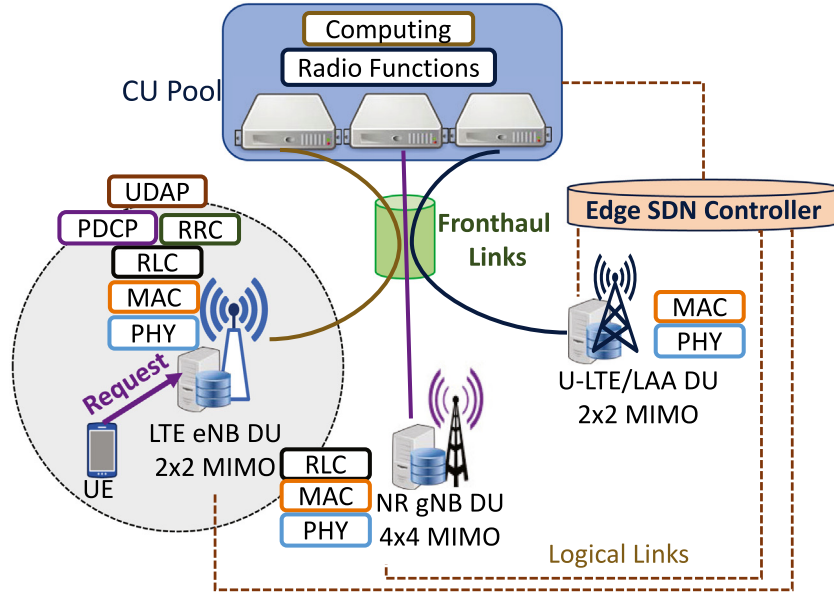 Computing
Radio Functions
CU Pool
UDAP
PDCP
RRC
RLC
MAC
PHY
Request
UE
LTE eNB DU
2x2 MIMO
Fronthaul
Links
Edge SDN Controller
MAC
PHY
U-LTE/LAA DU
2x2 MIMO
RLC
MAC
PHY
NR gNB DU
4x4 MIMO
Logical Links